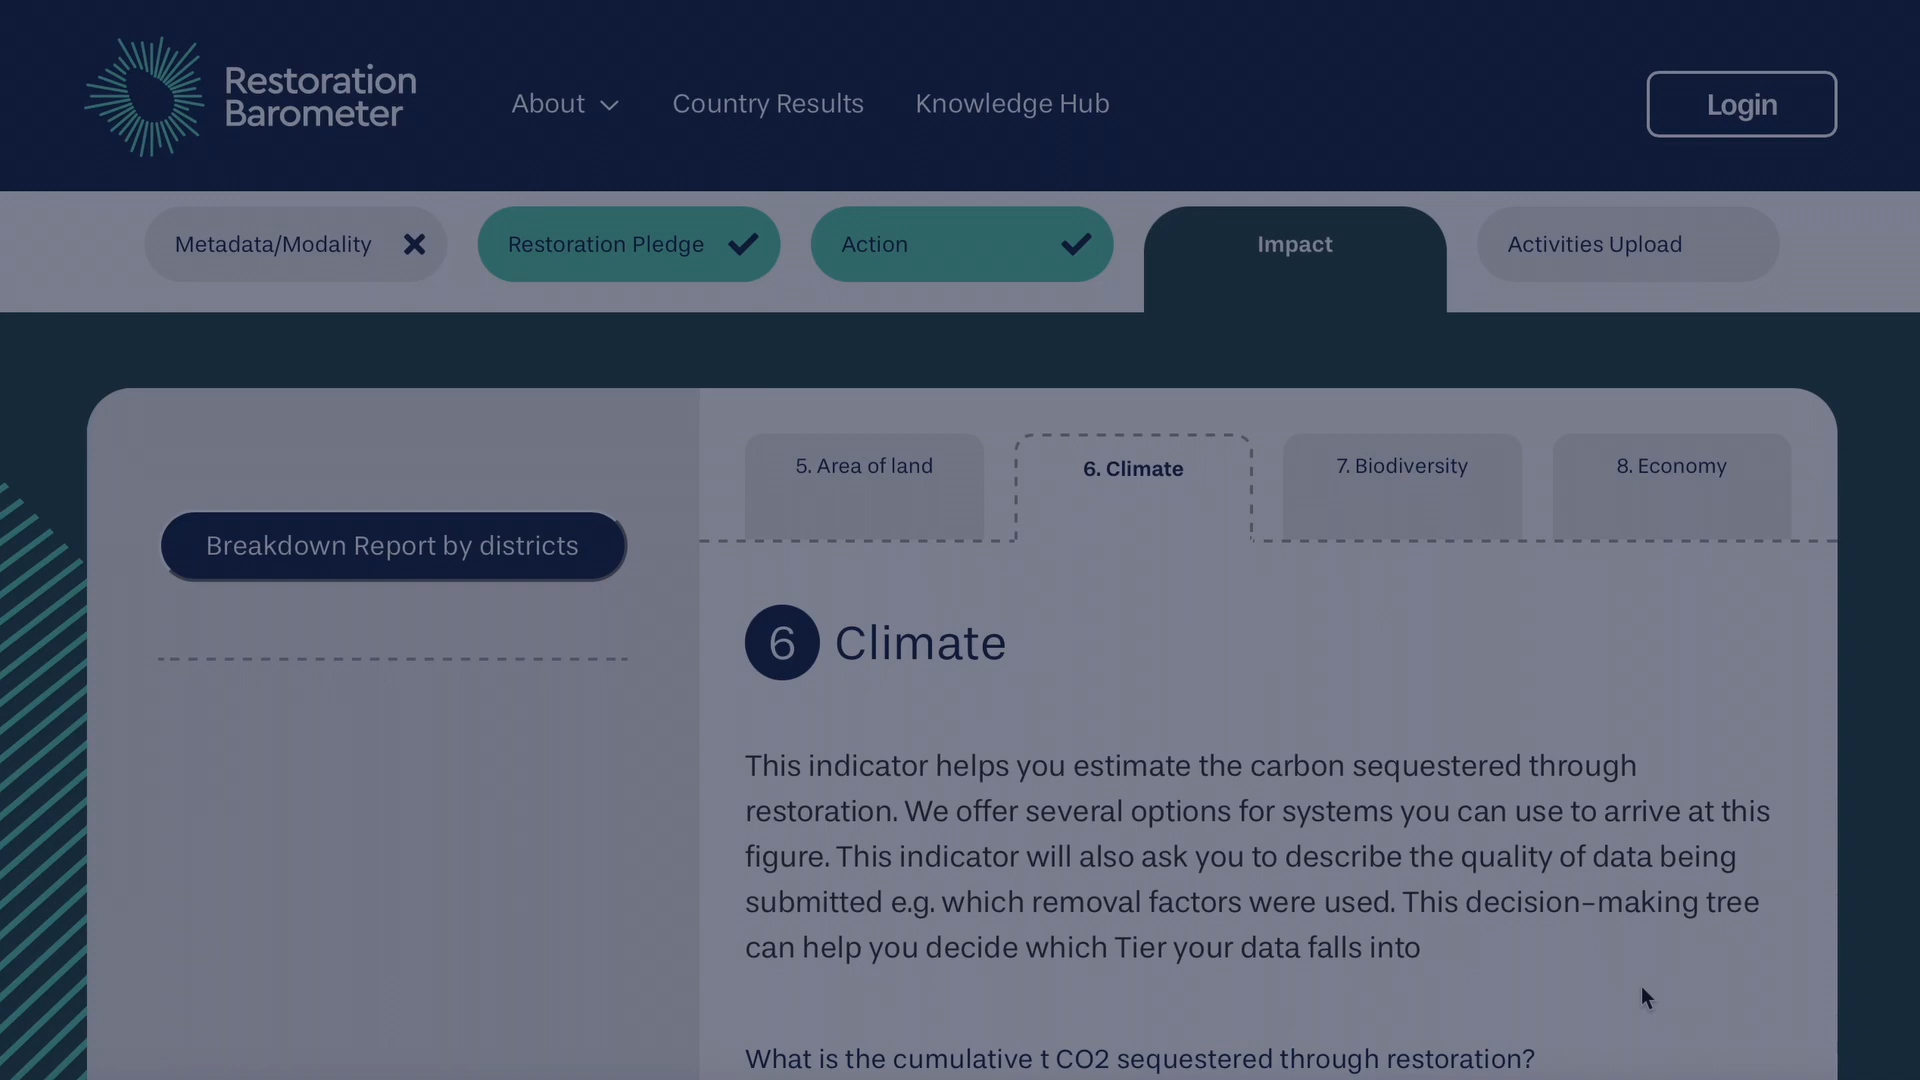 Restoration
Barometer
About
Country Results
Knowledge Hub
Login
Metadata/Modality
Restoration Pledge
Action
Impact
Activities Upload
Breakdown Report by districts
5. Area of land
6. Climate
7. Biodiversity
8. Economy
6 Climate
This indicator helps you estimate the carbon sequestered through
restoration. We offer several options for systems you can use to arrive at this
figure. This indicator will also ask you to describe the quality of data being
submitted e.g. which removal factors were used. This decision-making tree
can help you decide which Tier your data falls into
What is the cumulative t CO2 sequestered through restoration?